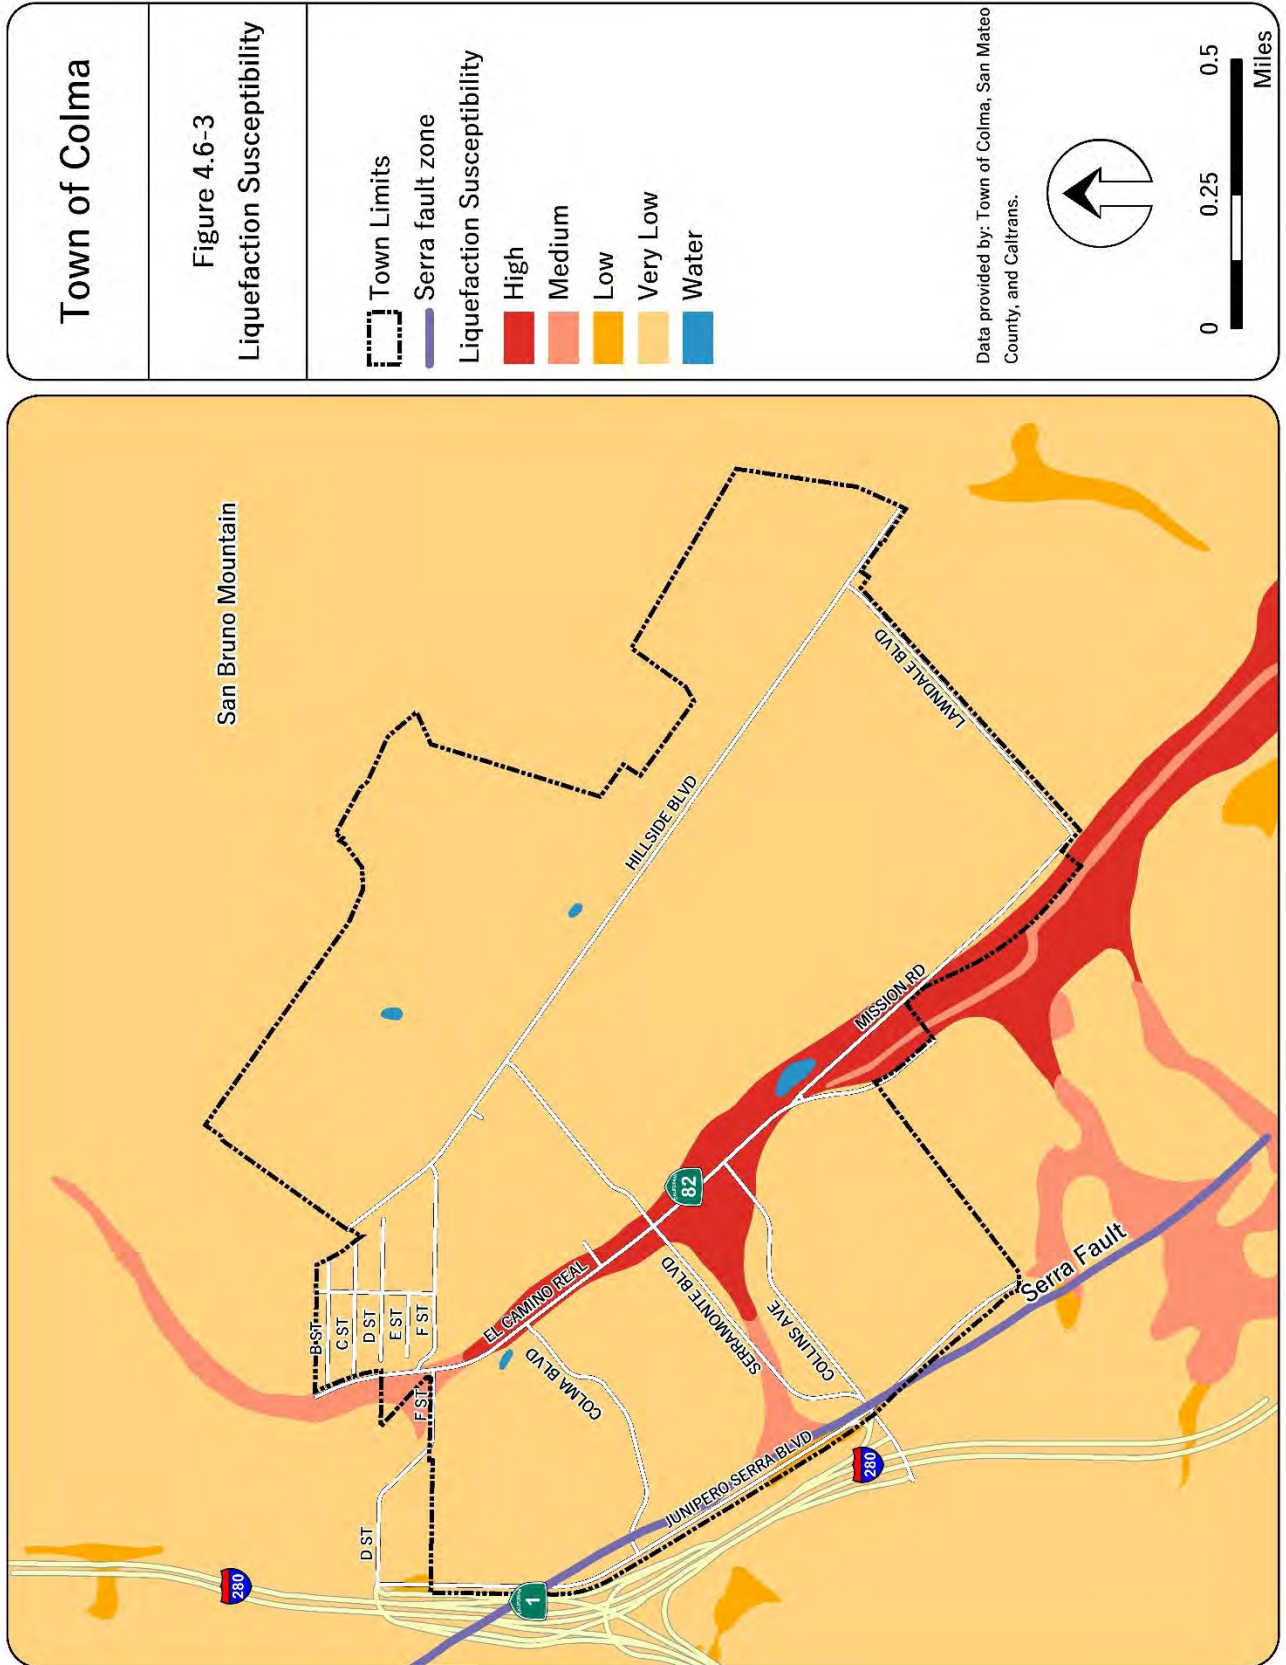 Town of Colma
Figure 4.6-3
Liquefaction Susceptibility
Town Limits
Serra fault zone
Liquefaction Susceptibility
High
Medium
Low
Very Low
Water
Data provided by: Town of Colma, San Mateo
County, and Caltrans.
0 0.25 0.5
Miles
San Bruno Mountain
HILLSIDE BLVD
LAWNDALE BLVD
MISSION RD
B ST
C ST
D ST
E ST
F ST
F ST
D ST
EL CAMINO REAL
COLMA BLVD
SERRAMONTE BLVD
COLLINS AVE
JUNIPERO SERRA BLVD
Serra Fault
82
280
280
1